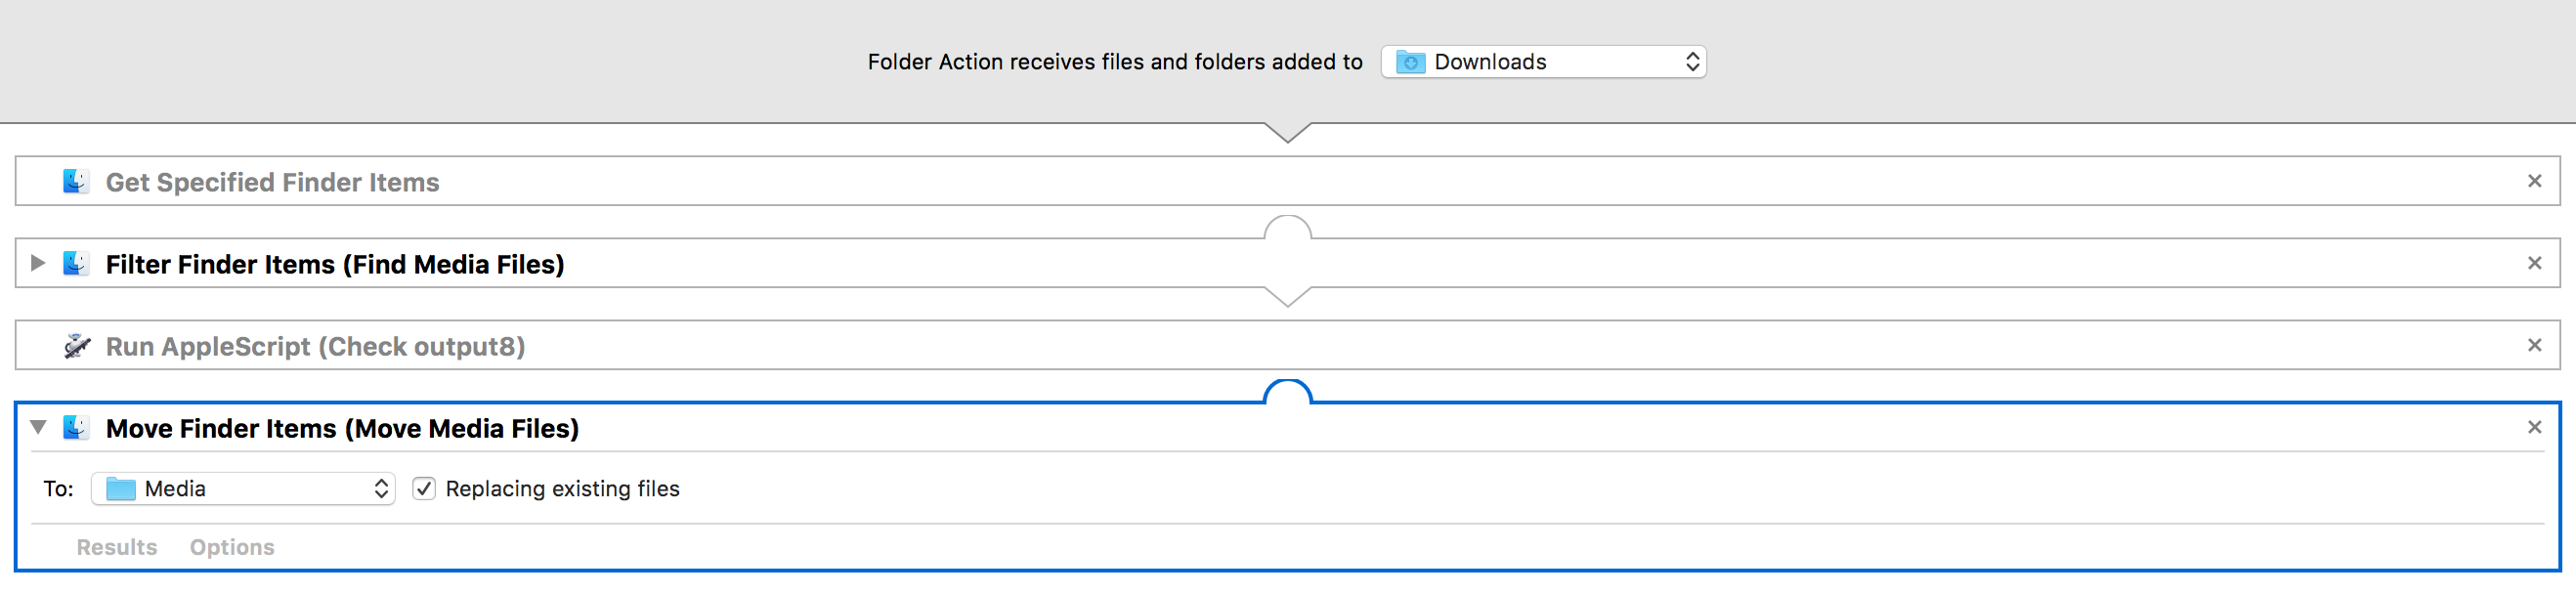 Folder Action receives files and folders added to Downloads
Get Specified Finder Items
Filter Finder Items (Find Media Files)
Run AppleScript (Check output8)
Move Finder Items (Move Media Files)
To: Media Replacing existing files
Results Options